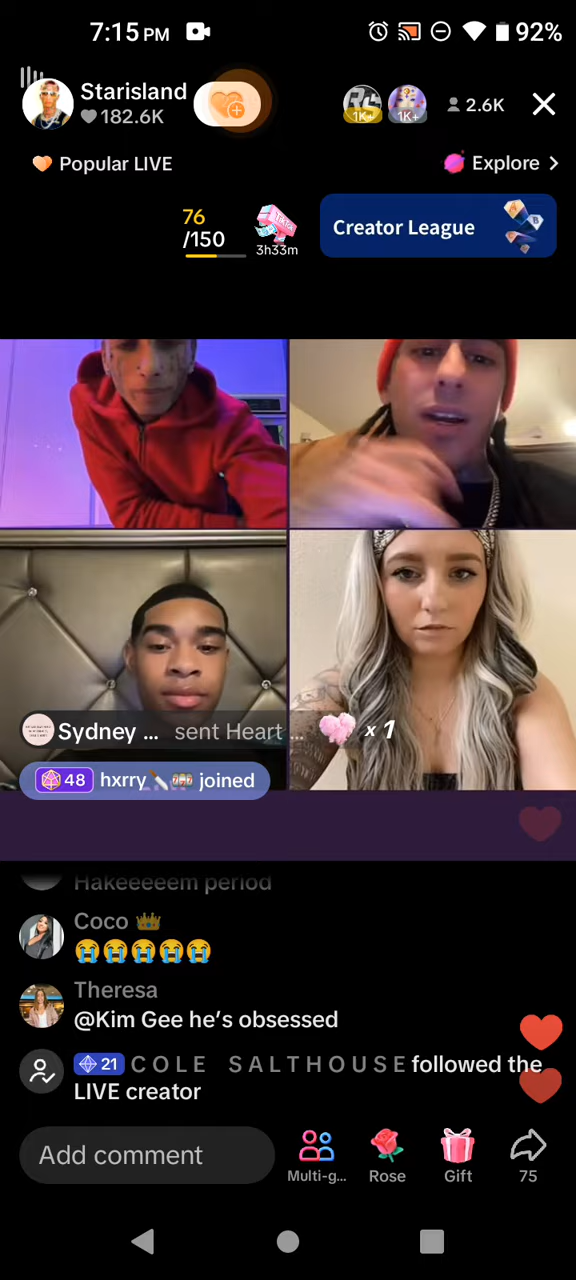 7:15 PM
92%
Starisland
182.6K
1K+
1K+
2.6K
Popular LIVE
Explore >
76
/150
3h33m
Creator League
Sydney ... sent Heart ... x 1
48 hxrry🔪🎰 joined
Hakeeeeem period
Coco 👑
😭😭😭😭😭
Theresa
@Kim Gee he’s obsessed
21 C O L E S A L T H O U S E followed the
LIVE creator
Add comment
Multi-g...
Rose
Gift
75